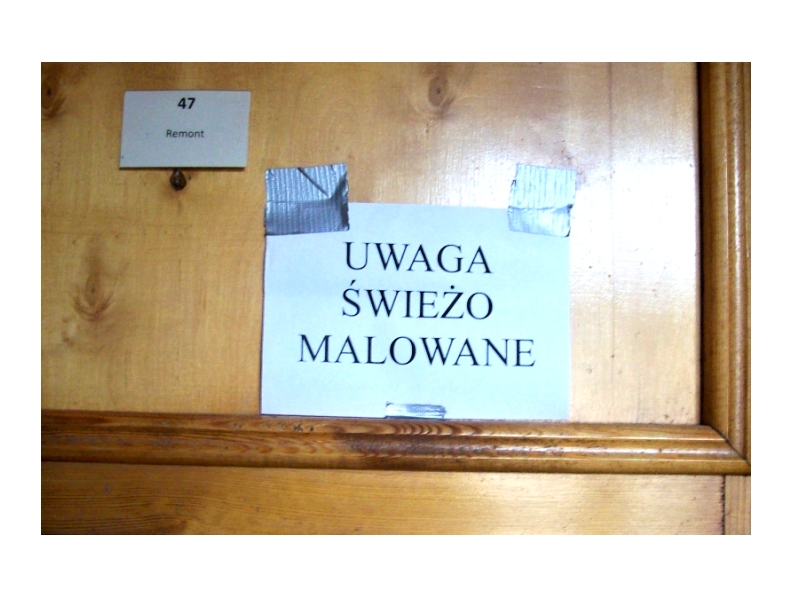 47
Remont
UWAGA
ŚWIEŻO
MALOWANE